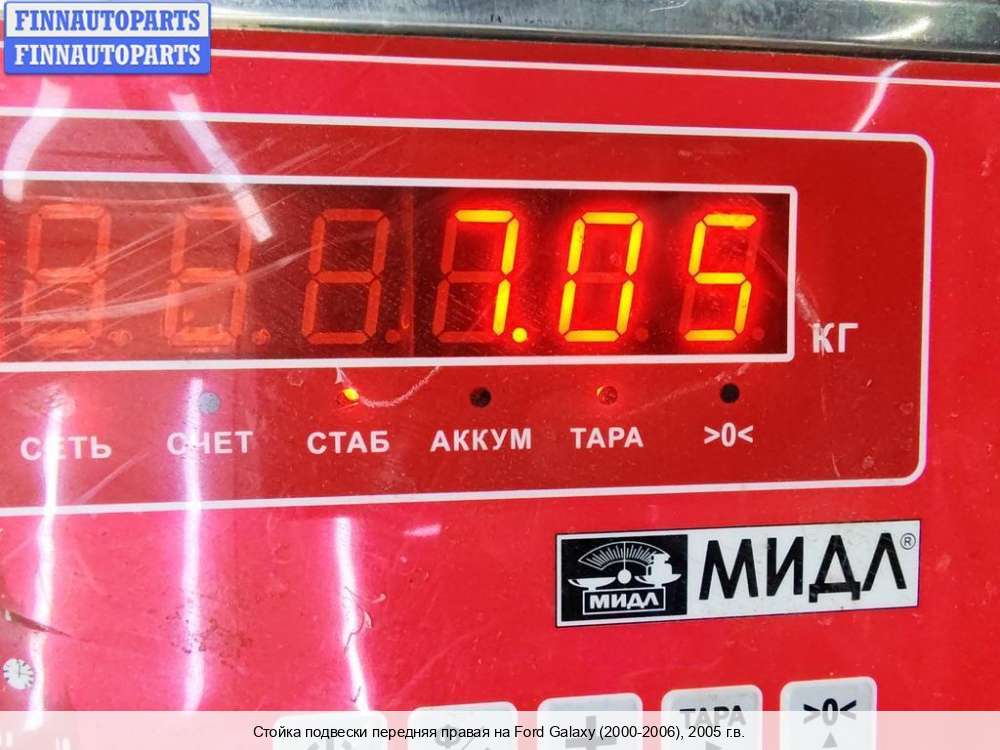 FINNAUTOPARTS
FINNAUTOPARTS
7.05
КГ
СЕТЬ СЧЕТ СТАБ АККУМ ТАРА >0<
МИДЛ МИДЛ®
ТАРА >0<
Стойка подвески передняя правая на Ford Galaxy (2000-2006), 2005 г.в.